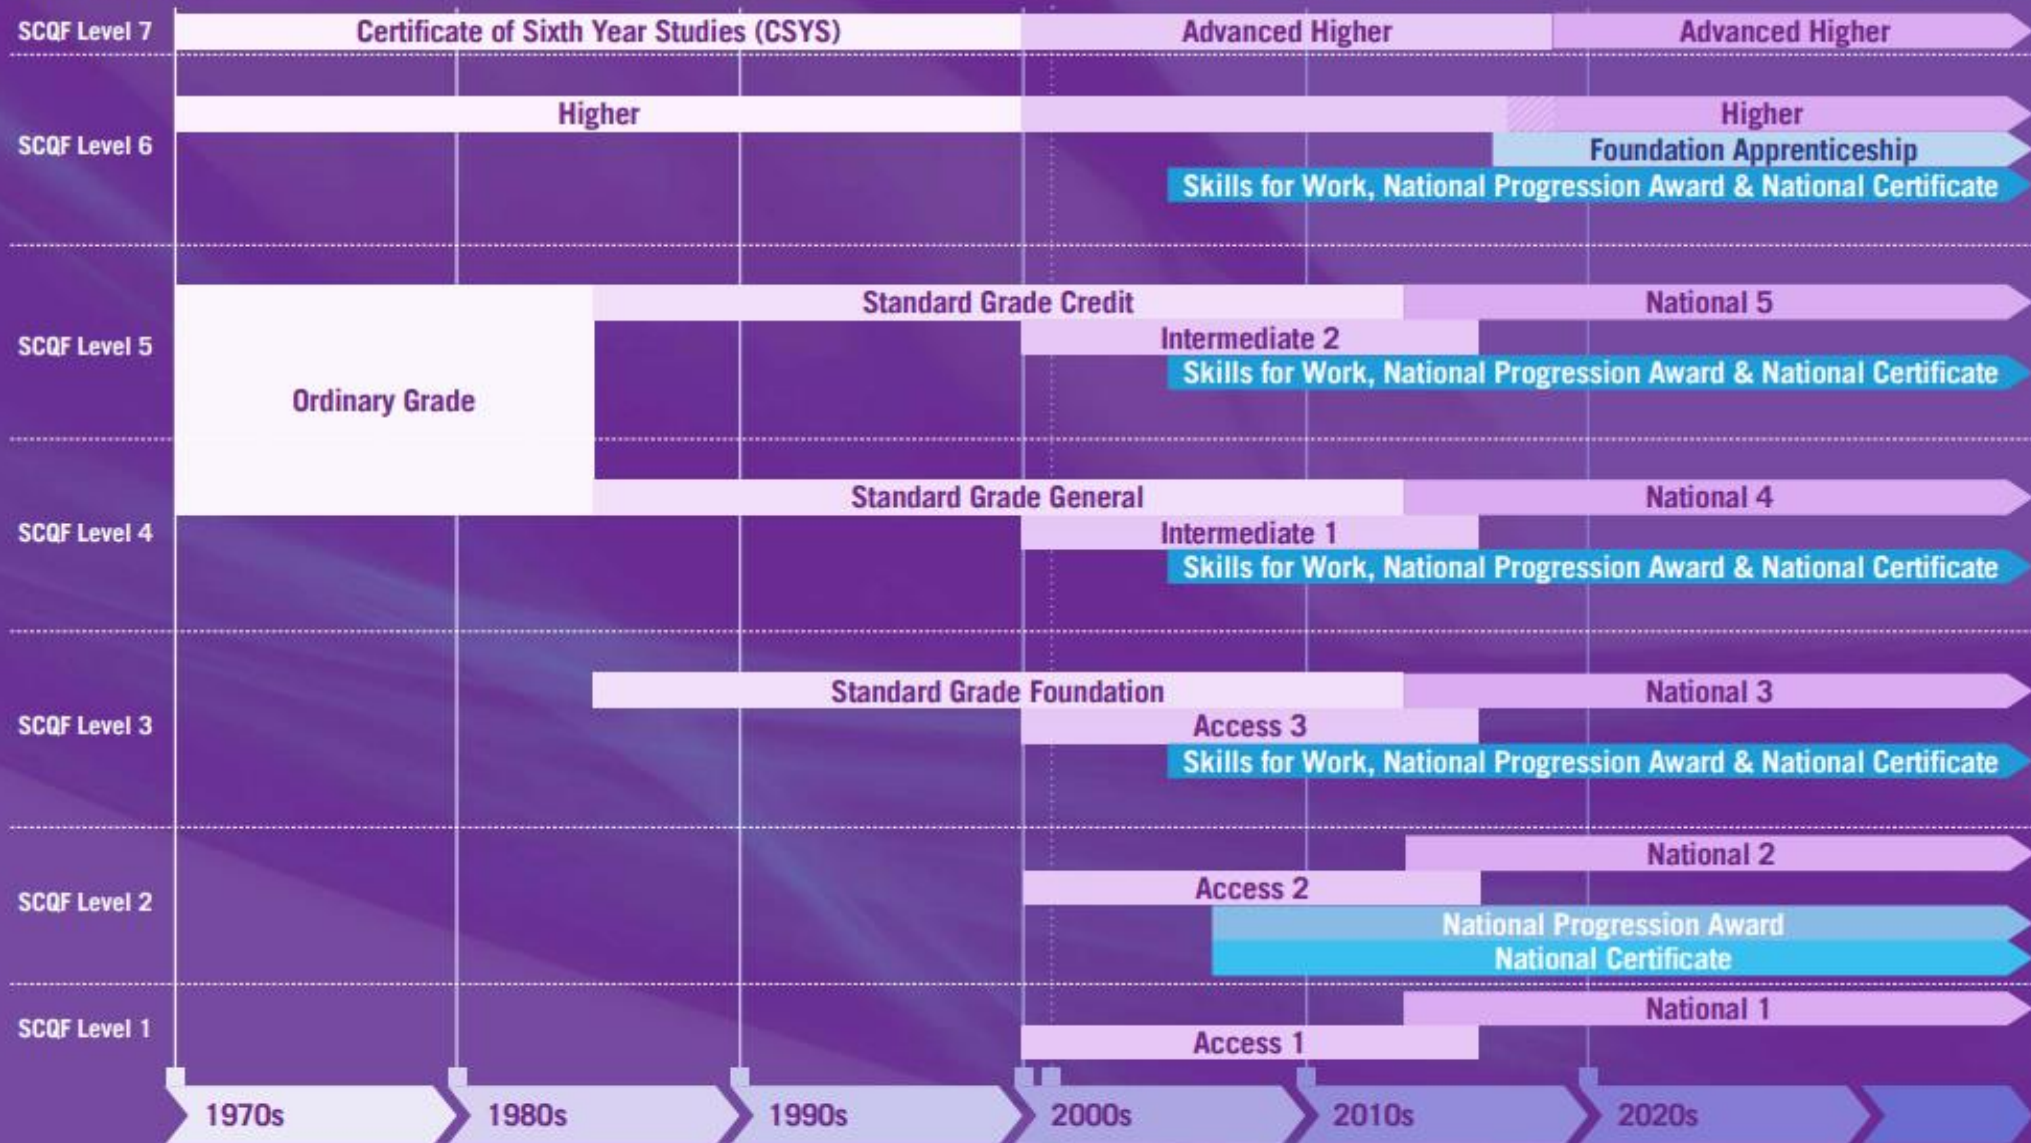 SCQF Level 7
Certificate of Sixth Year Studies (CSYS)
Advanced Higher
Advanced Higher
SCQF Level 6
Higher
Higher
Foundation Apprenticeship
Skills for Work, National Progression Award & National Certificate
SCQF Level 5
Ordinary Grade
Standard Grade Credit
National 5
Intermediate 2
Skills for Work, National Progression Award & National Certificate
SCQF Level 4
Standard Grade General
National 4
Intermediate 1
Skills for Work, National Progression Award & National Certificate
SCQF Level 3
Standard Grade Foundation
National 3
Access 3
Skills for Work, National Progression Award & National Certificate
SCQF Level 2
National 2
Access 2
National Progression Award
National Certificate
SCQF Level 1
National 1
Access 1
1970s
1980s
1990s
2000s
2010s
2020s